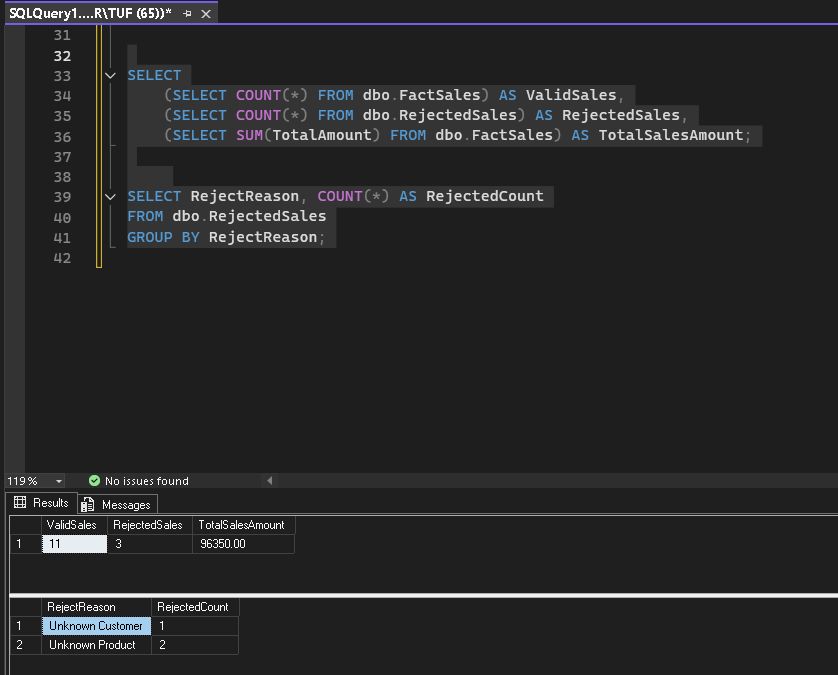 SQLQuery1....R\TUF (65))*
31
32
33 SELECT
34 (SELECT COUNT(*) FROM dbo.FactSales) AS ValidSales,
35 (SELECT COUNT(*) FROM dbo.RejectedSales) AS RejectedSales,
36 (SELECT SUM(TotalAmount) FROM dbo.FactSales) AS TotalSalesAmount;
37
38
39 SELECT RejectReason, COUNT(*) AS RejectedCount
40 FROM dbo.RejectedSales
41 GROUP BY RejectReason;
42
119 % No issues found
Results Messages
ValidSales RejectedSales TotalSalesAmount
1 11 3 96350.00
RejectReason RejectedCount
1 Unknown Customer 1
2 Unknown Product 2